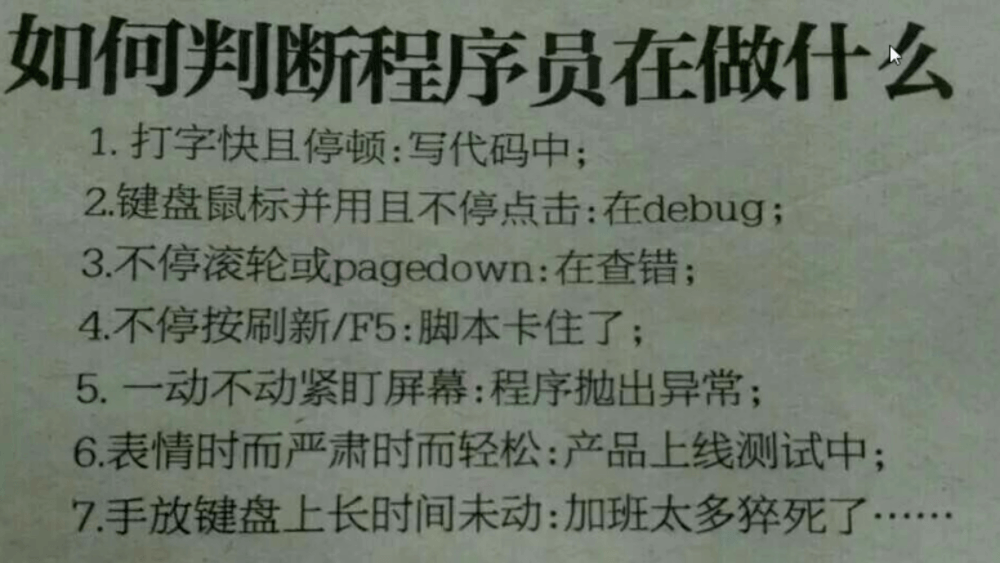 如何判断程序员在做什么
1. 打字快且停顿:写代码中;
2.键盘鼠标并用且不停点击:在debug;
3.不停滚轮或pagedown:在查错;
4.不停按刷新/F5:脚本卡住了;
5. 一动不动紧盯屏幕:程序抛出异常;
6.表情时而严肃时而轻松:产品上线测试中;
7.手放键盘上长时间未动:加班太多猝死了……